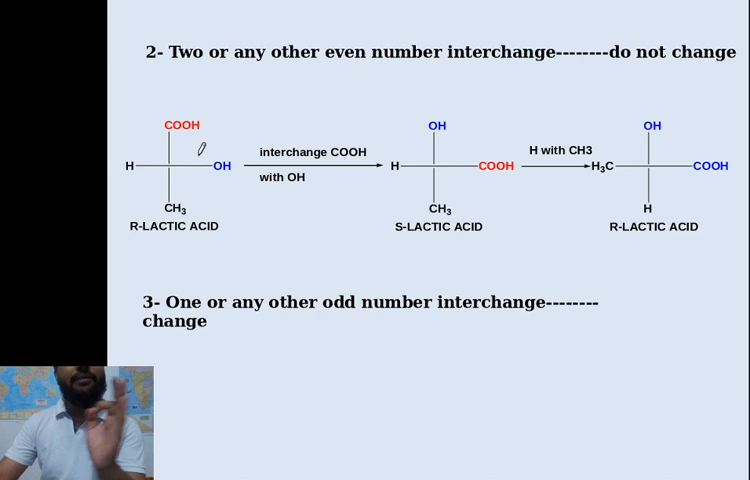 2- Two or any other even number interchange--------do not change
COOH
H
OH
CH3
R-LACTIC ACID
interchange COOH
with OH
OH
H
COOH
CH3
S-LACTIC ACID
H with CH3
OH
H3C
COOH
H
R-LACTIC ACID
3- One or any other odd number interchange--------
change